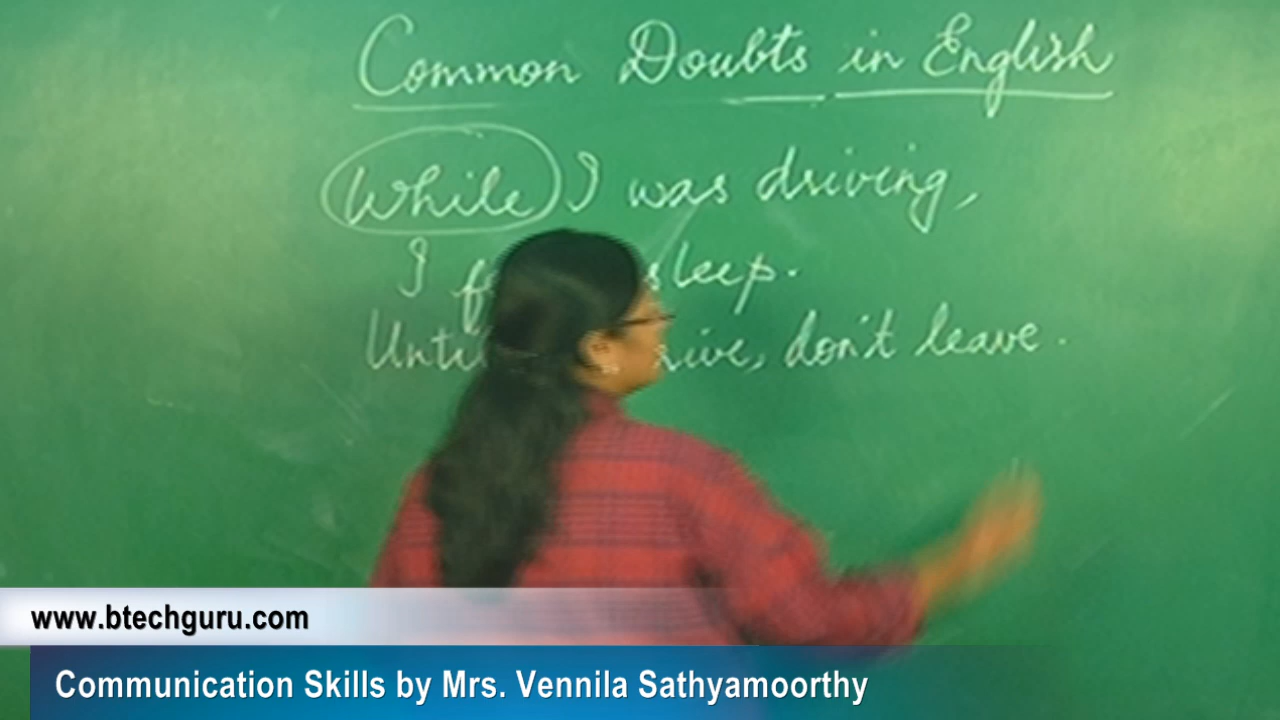 Common Doubts in English
While I was driving,
I sleep.
don't leave.
www.btechguru.com
Communication Skills by Mrs. Vennila Sathyamoorthy